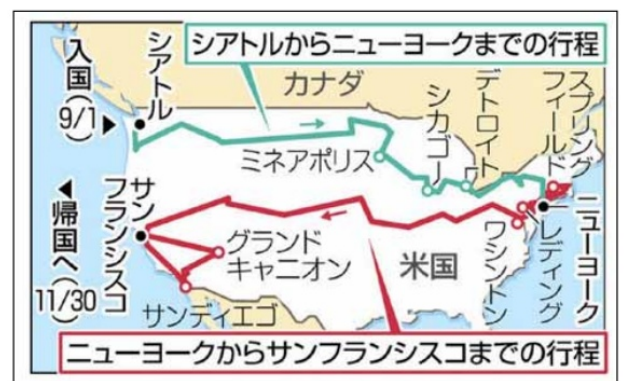 シアトルからニューヨークまでの行程
入国(9/1)
シアトル
カナダ
ミネアポリス
シカゴー
デトロイト
スプリング
フィールド
ニューヨーク
レディング
ワシントン
米国
サン
フランシスコ
帰国へ(11/30)
グランド
キャニオン
サンディエゴ
ニューヨークからサンフランシスコまでの行程